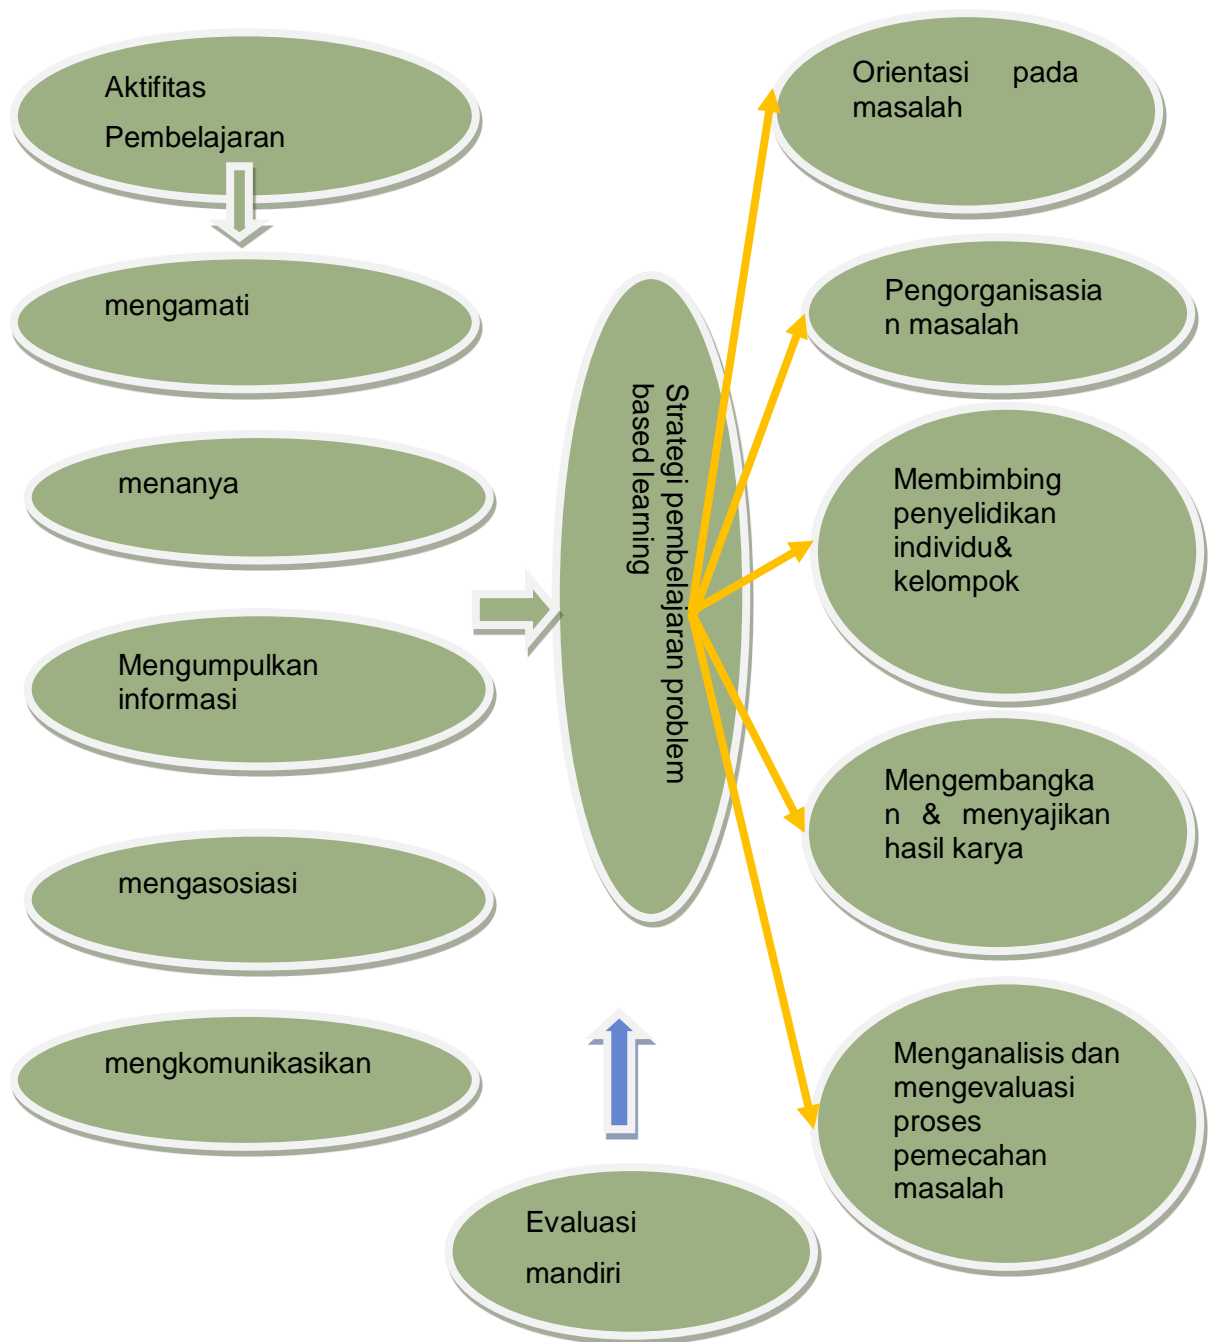 Aktifitas
Pembelajaran
mengamati
menanya
Mengumpulkan
informasi
mengasosiasi
mengkomunikasikan
Strategi pembelajaran problem
based learning
Evaluasi
mandiri
Orientasi pada
masalah
Pengorganisasia
n masalah
Membimbing
penyelidikan
individu&
kelompok
Mengembangka
n & menyajikan
hasil karya
Menganalisis dan
mengevaluasi
proses
pemecahan
masalah